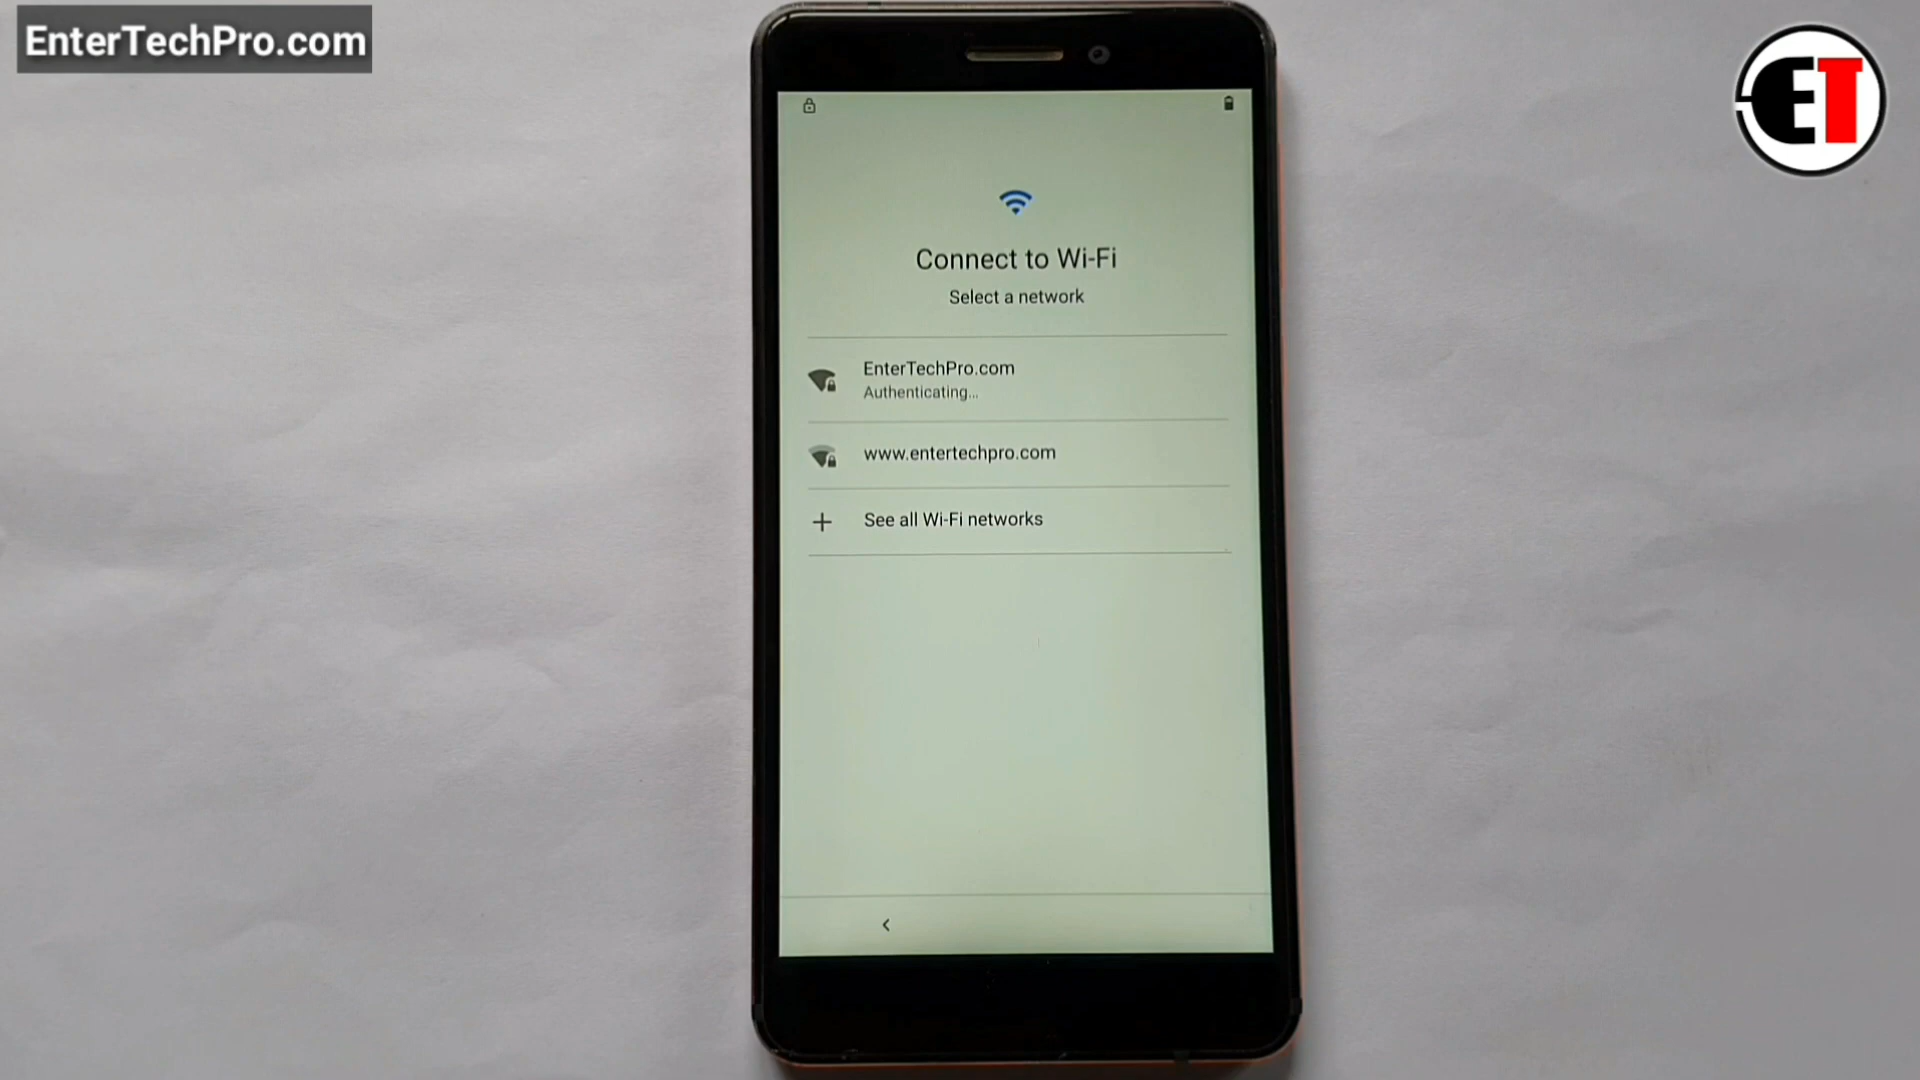 EnterTechPro.com
ET
Connect to Wi-Fi
Select a network
EnterTechPro.com
Authenticating...
www.entertechpro.com
See all Wi-Fi networks